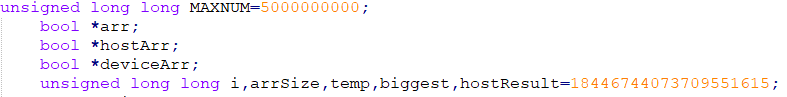 unsigned long long MAXNUM=5000000000;
bool *arr;
bool *hostArr;
bool *deviceArr;
unsigned long long i,arrSize,temp,biggest,hostResult=18446744073709551615;